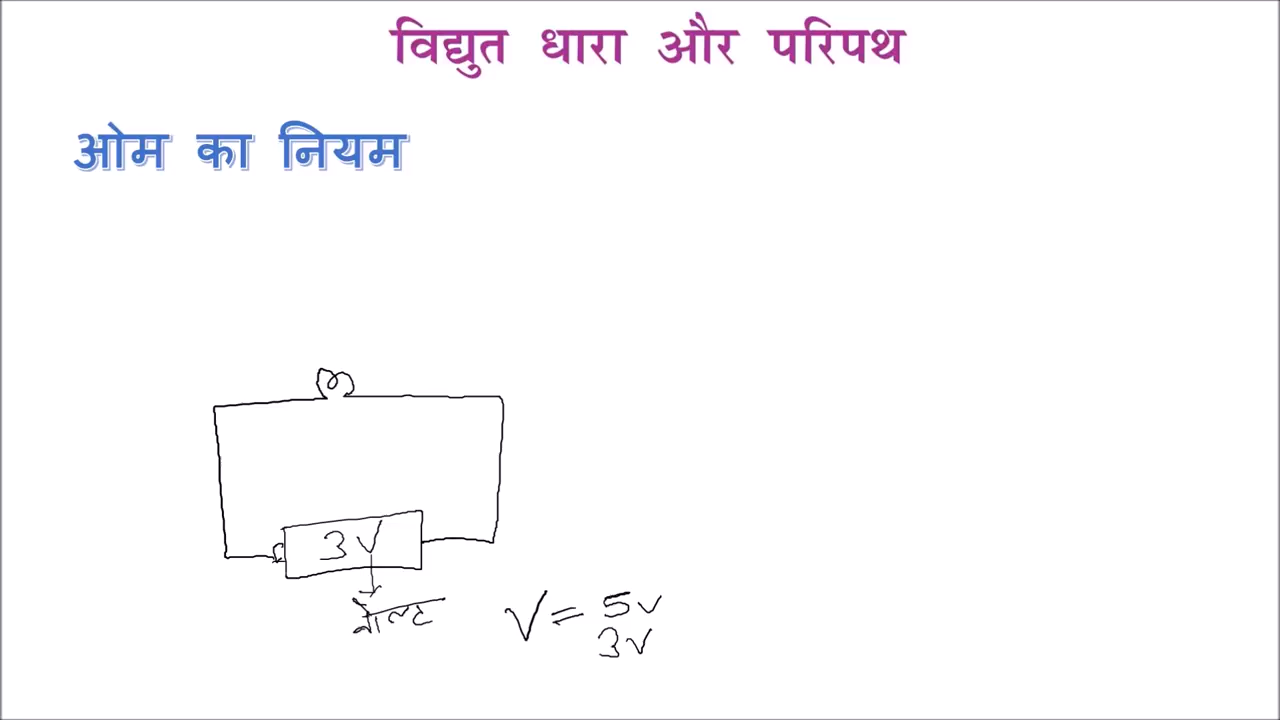 विद्युत धारा और परिपथ
ओम का नियम
3V
वोल्ट
V = 5v
3v